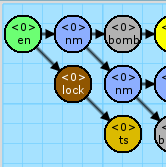 <0> <0> <0>
en nm bomb
<0> <0>
lock nm
<0>
ts